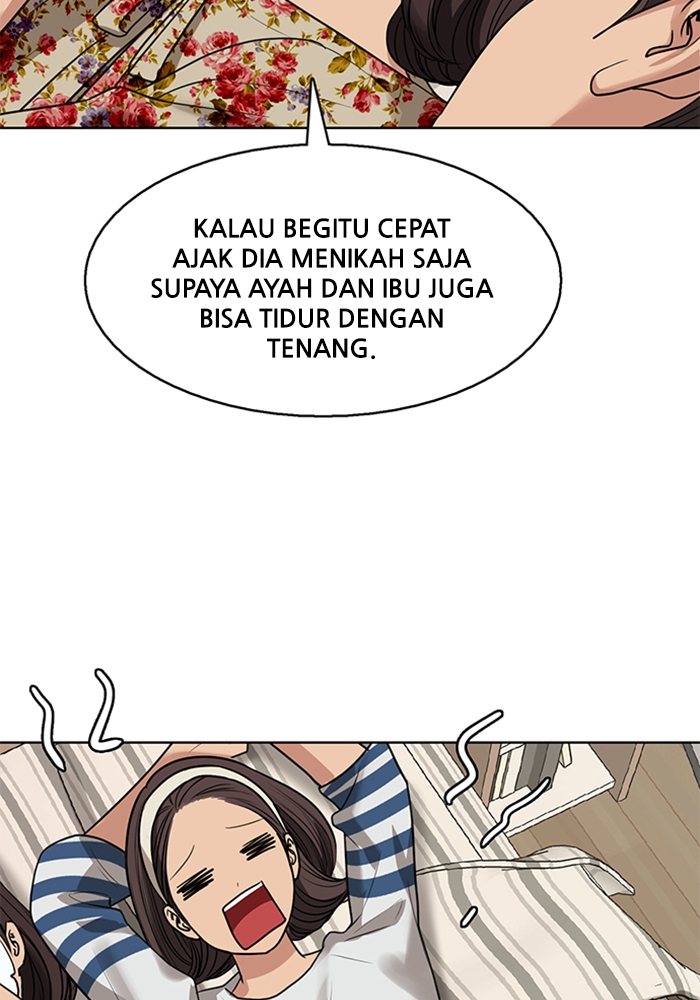 KALAU BEGITU CEPAT
AJAK DIA MENIKAH SAJA
SUPAYA AYAH DAN IBU JUGA
BISA TIDUR DENGAN
TENANG.